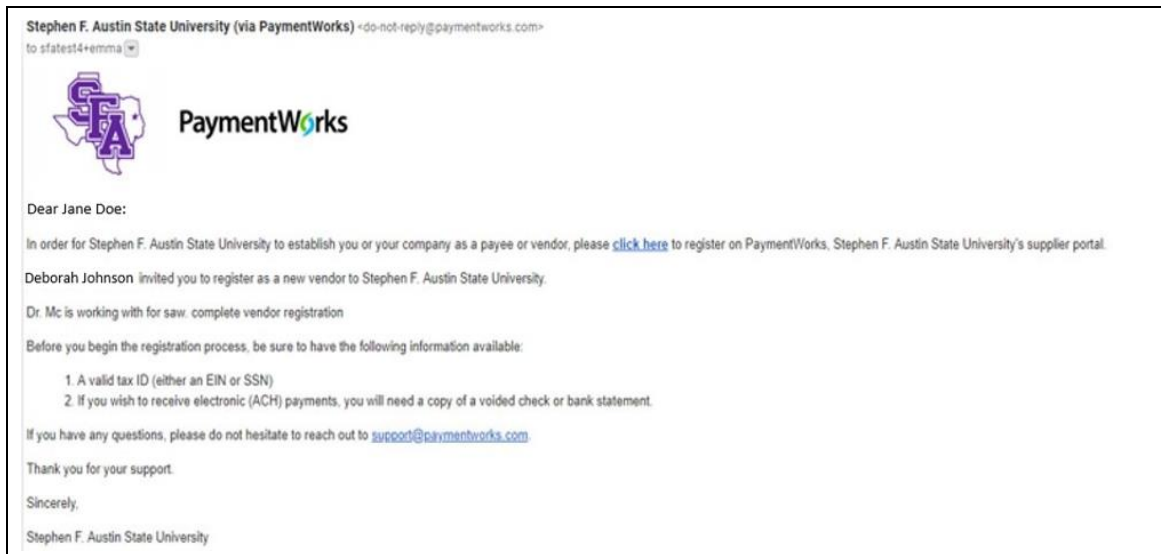 Stephen F. Austin State University (via PaymentWorks) <do-not-reply@paymentworks.com>
to sfatest4+emma
SFA
PaymentWorks
Dear Jane Doe:
In order for Stephen F. Austin State University to establish you or your company as a payee or vendor, please click here to register on PaymentWorks, Stephen F. Austin State University's supplier portal.
Deborah Johnson invited you to register as a new vendor to Stephen F. Austin State University.
Dr. Mc is working with for saw. complete vendor registration
Before you begin the registration process, be sure to have the following information available:
1. A valid tax ID (either an EIN or SSN)
2. If you wish to receive electronic (ACH) payments, you will need a copy of a voided check or bank statement.
If you have any questions, please do not hesitate to reach out to support@paymentworks.com.
Thank you for your support.
Sincerely,
Stephen F. Austin State University